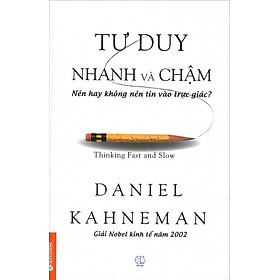 TƯ DUY
NHANH VÀ CHẬM
Nên hay không nên tin vào trực giác?
Thinking Fast and Slow
DANIEL
KAHNEMAN
Giải Nobel kinh tế năm 2002